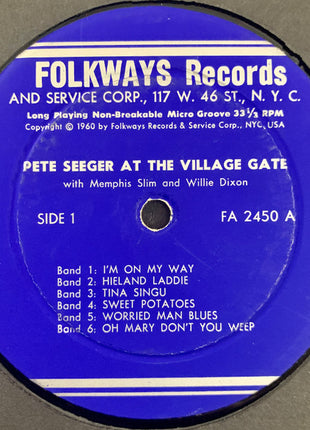 FOLKWAYS Records
AND SERVICE CORP., 117 W. 46 ST., N. Y. C.
Long Playing Non-Breakable Micro Groove 33 1/3 RPM
Copyright © 1960 by Folkways Records & Service Corp., NYC, USA
PETE SEEGER AT THE VILLAGE GATE
with Memphis Slim and Willie Dixon
SIDE 1 FA 2450 A
Band 1: I'M ON MY WAY
Band 2: HIELAND LADDIE
Band 3: TINA SINGU
Band 4: SWEET POTATOES
Band 5: WORRIED MAN BLUES
Band 6: OH MARY DON'T YOU WEEP